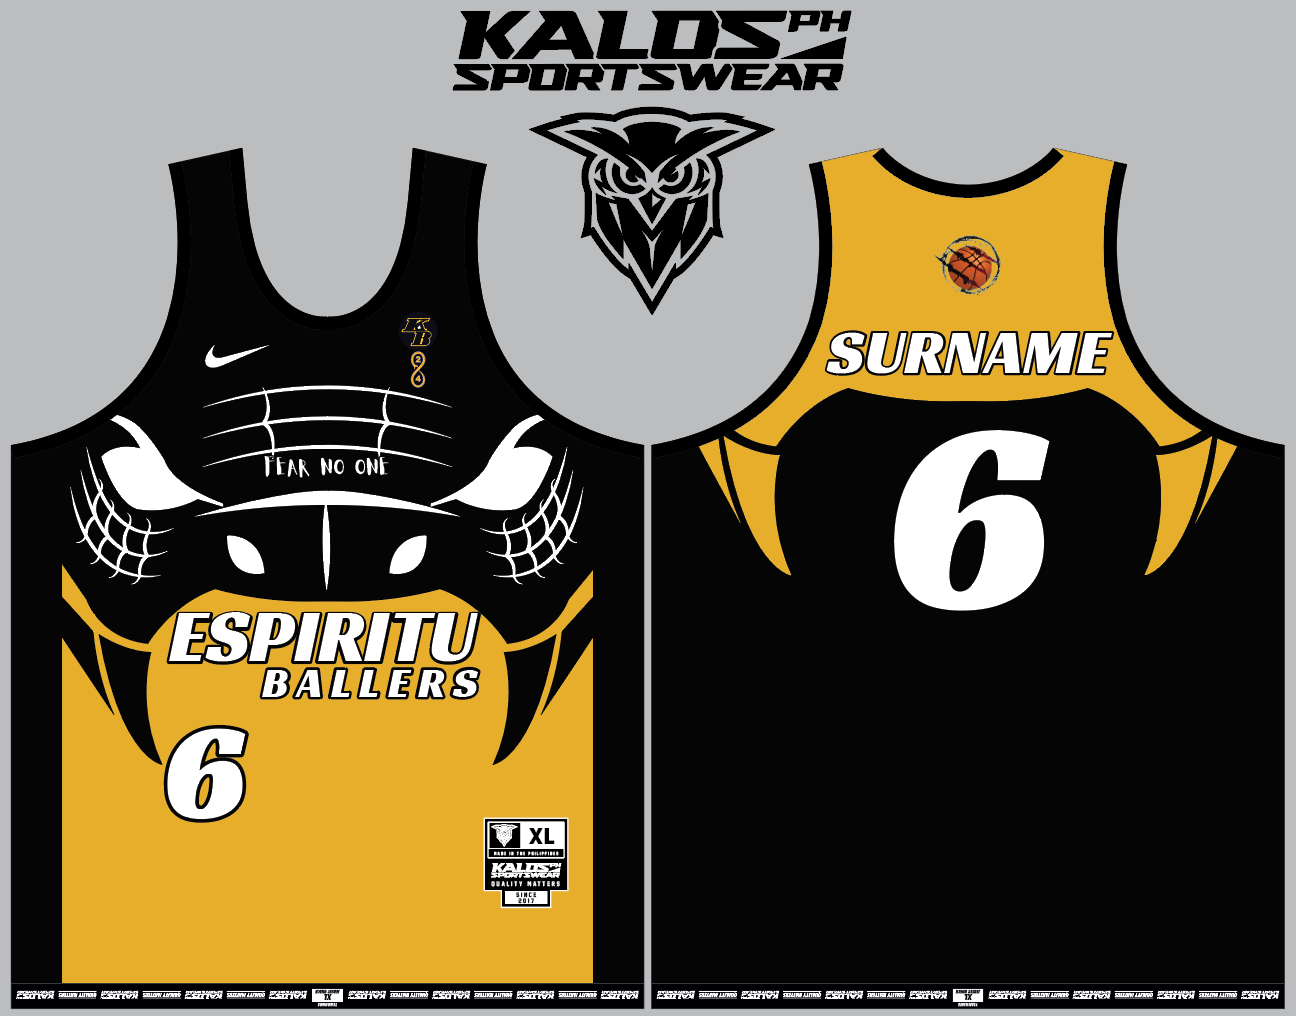 KALOS PH
SPORTSWEAR
KB
2
4
FEAR NO ONE
ESPIRITU
BALLERS
6
XL
MADE IN THE PHILIPPINES
KALOS PH
SPORTSWEAR
QUALITY MATTERS
SINCE
2017
SURNAME
6